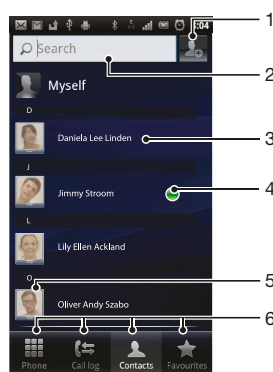 :04
1
Search
2
Myself
D
Daniela Lee Linden
3
J
Jimmy Stroom
4
L
Lily Ellen Ackland
O
5
Oliver Andy Szabo
6
Phone Call log Contacts Favourites